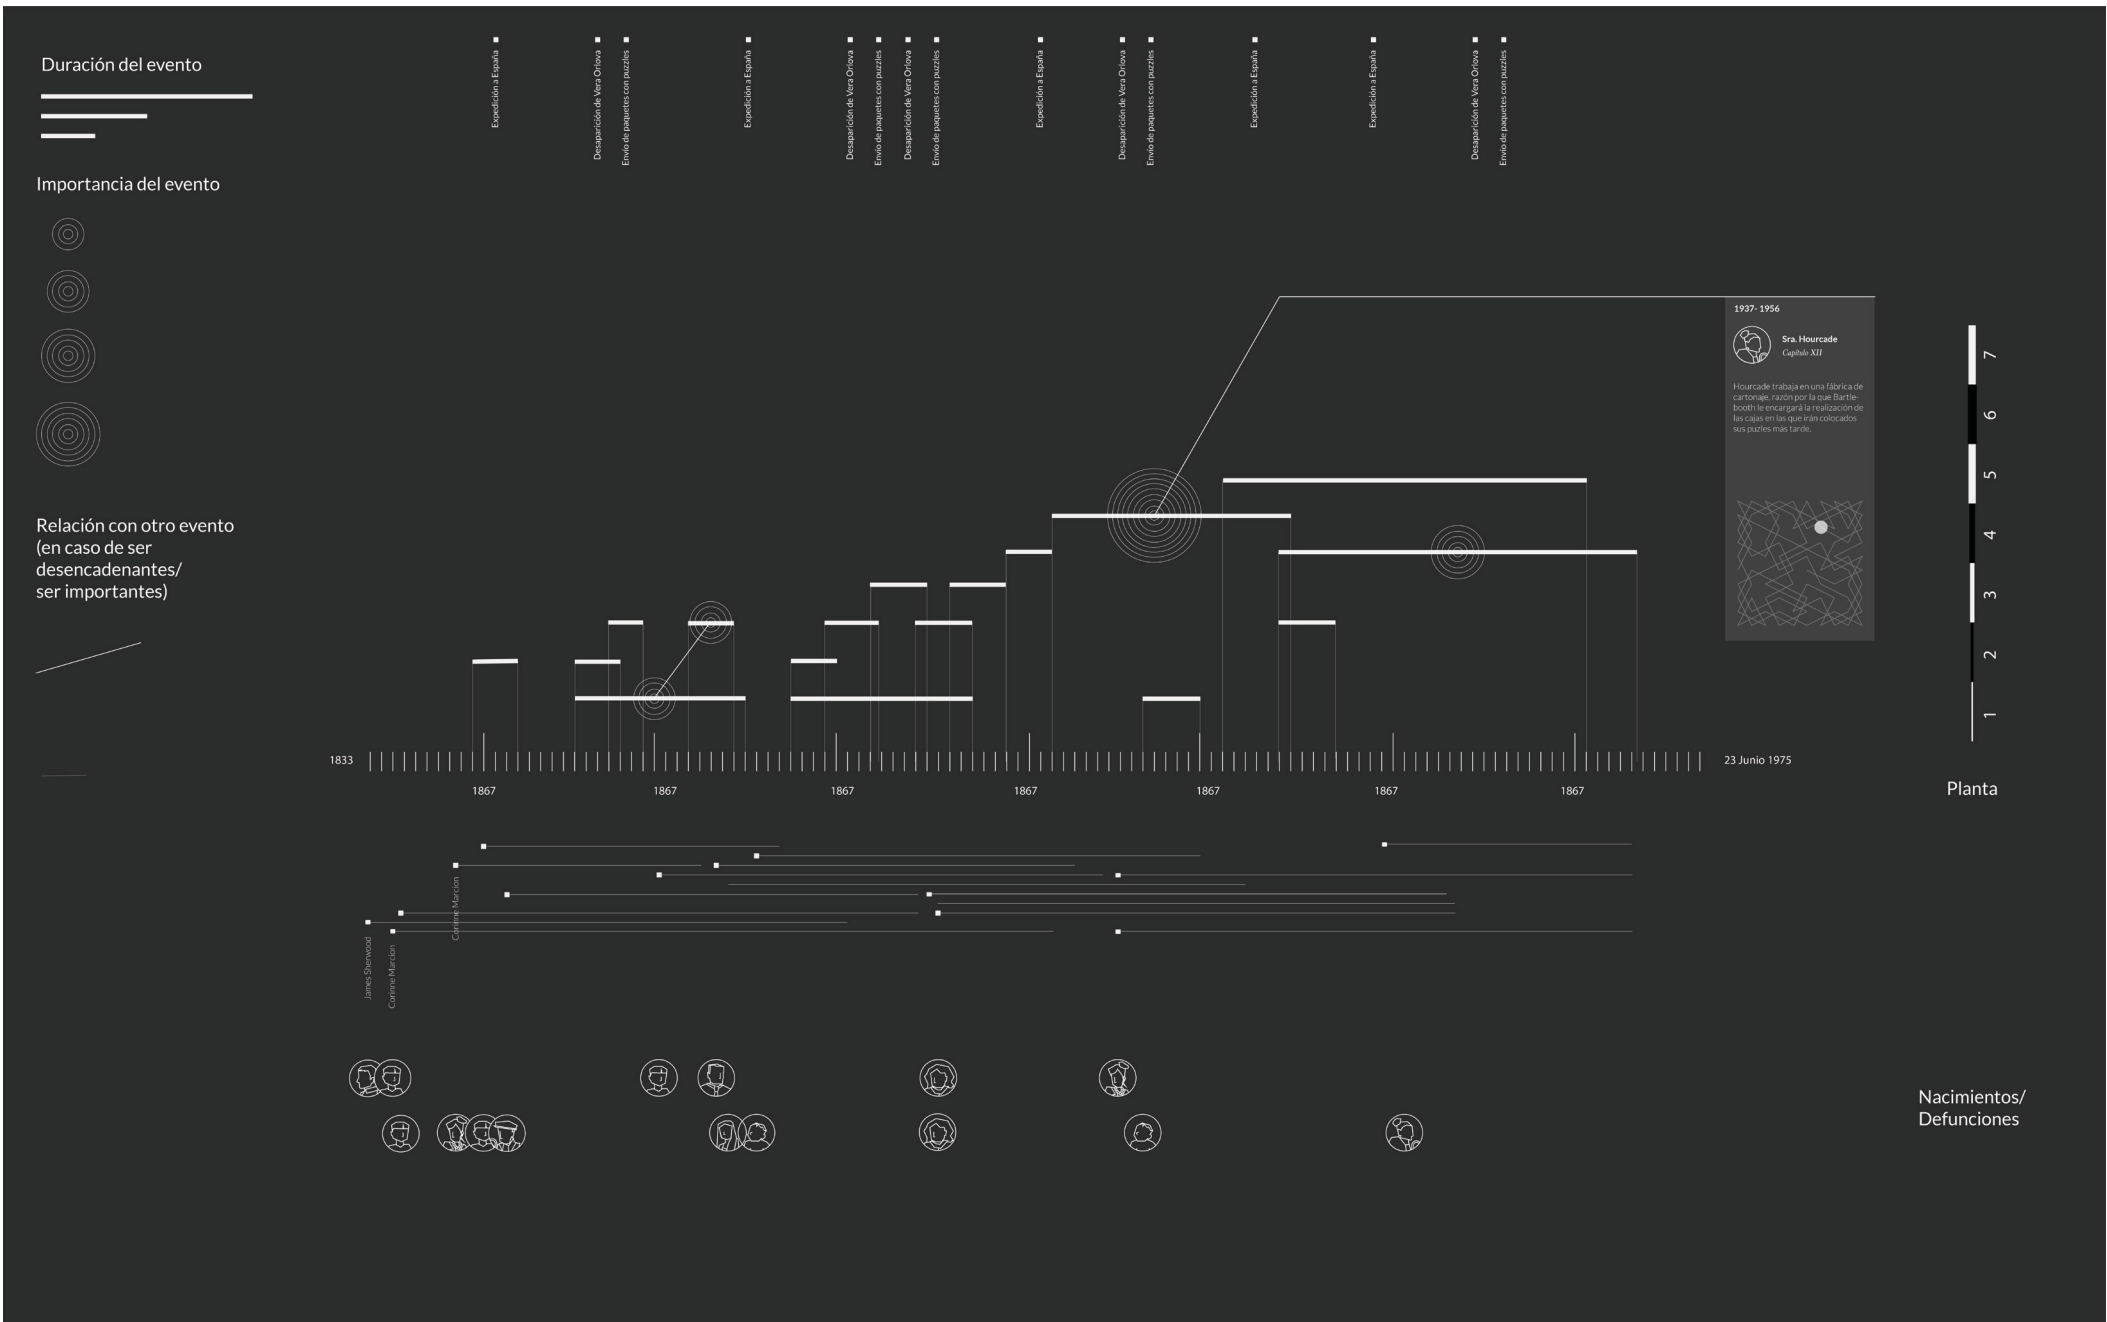 Duración del evento
Importancia del evento
Relación con otro evento
(en caso de ser
desencadenantes/
ser importantes)
Expedición a España
Desaparición de Vera Orlova
Envío de paquetes con puzzles
Expedición a España
Desaparición de Vera Orlova
Envío de paquetes con puzzles
Desaparición de Vera Orlova
Envío de paquetes con puzzles
Expedición a España
Desaparición de Vera Orlova
Envío de paquetes con puzzles
Expedición a España
Expedición a España
Desaparición de Vera Orlova
Envío de paquetes con puzzles
1937- 1956
Sra. Hourcade
Capítulo XII
Hourcade trabaja en una fábrica de
cartonaje, razón por la que Bartle-
booth le encargará la realización de
las cajas en las que irán colocados
sus puzles más tarde.
7
6
5
4
3
2
1
Planta
1833
23 Junio 1975
1867
1867
1867
1867
1867
1867
1867
Corinne Marcion
James Sherwood
Corinne Marcion
Nacimientos/
Defunciones